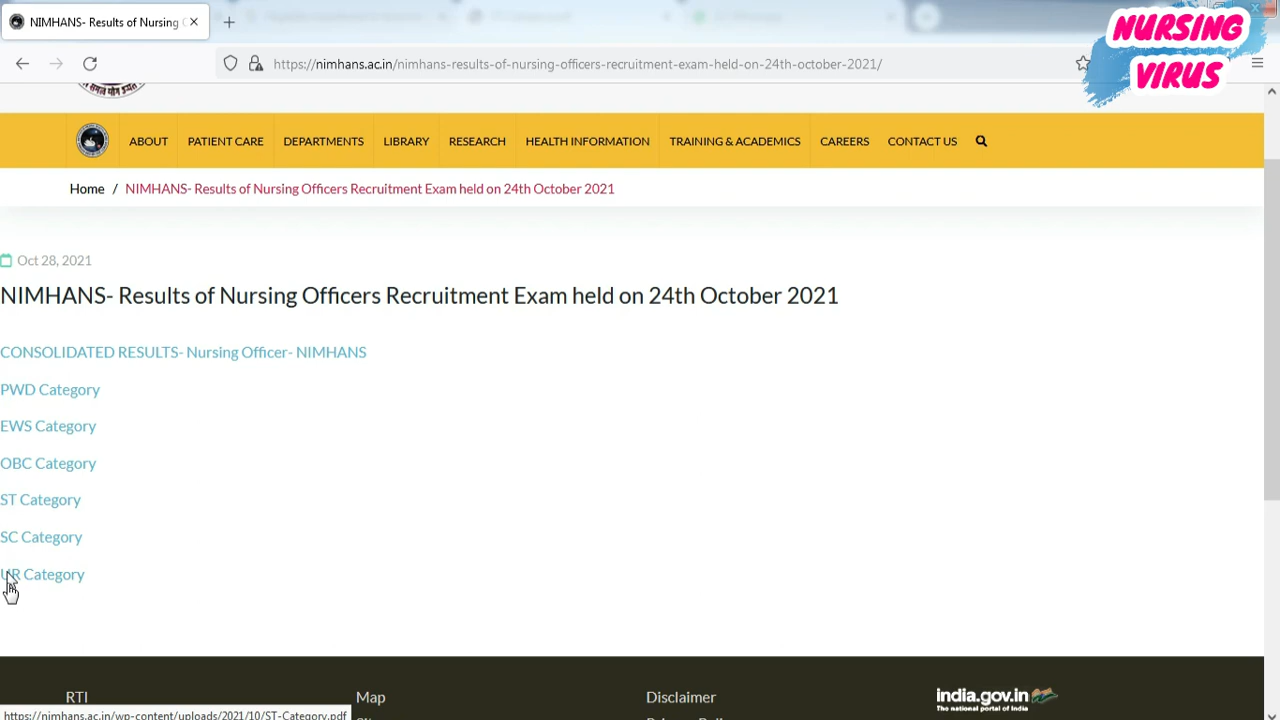 NIMHANS- Results of Nursing
NURSING
VIRUS
https://nimhans.ac.in/nimhans-results-of-nursing-officers-recruitment-exam-held-on-24th-october-2021/
ABOUT
PATIENT CARE
DEPARTMENTS
LIBRARY
RESEARCH
HEALTH INFORMATION
TRAINING & ACADEMICS
CAREERS
CONTACT US
Home / NIMHANS- Results of Nursing Officers Recruitment Exam held on 24th October 2021
Oct 28, 2021
NIMHANS- Results of Nursing Officers Recruitment Exam held on 24th October 2021
CONSOLIDATED RESULTS- Nursing Officer- NIMHANS
PWD Category
EWS Category
OBC Category
ST Category
SC Category
UR Category
RTI
Map
Disclaimer
india.gov.in
The national portal of India
https://nimhans.ac.in/wp-content/uploads/2021/10/ST-Category.pdf